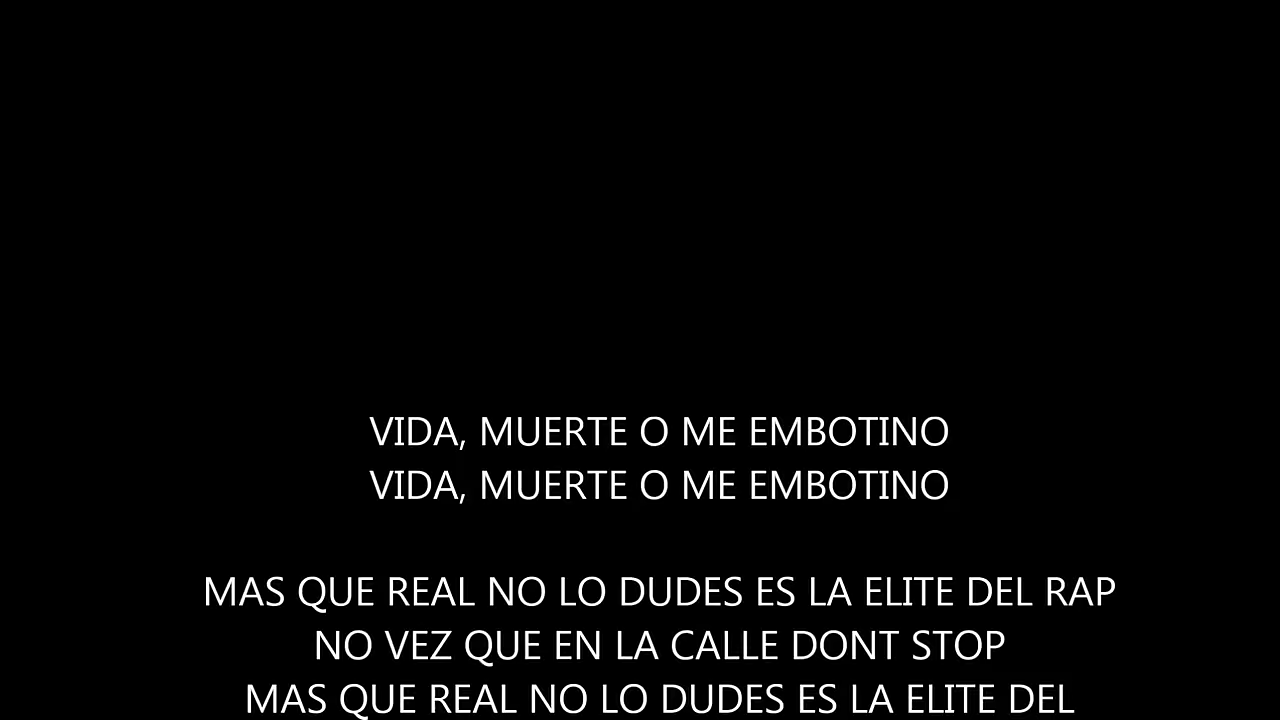 VIDA, MUERTE O ME EMBOTINO
VIDA, MUERTE O ME EMBOTINO
MAS QUE REAL NO LO DUDES ES LA ELITE DEL RAP
NO VEZ QUE EN LA CALLE DONT STOP
MAS QUE REAL NO LO DUDES ES LA ELITE DEL